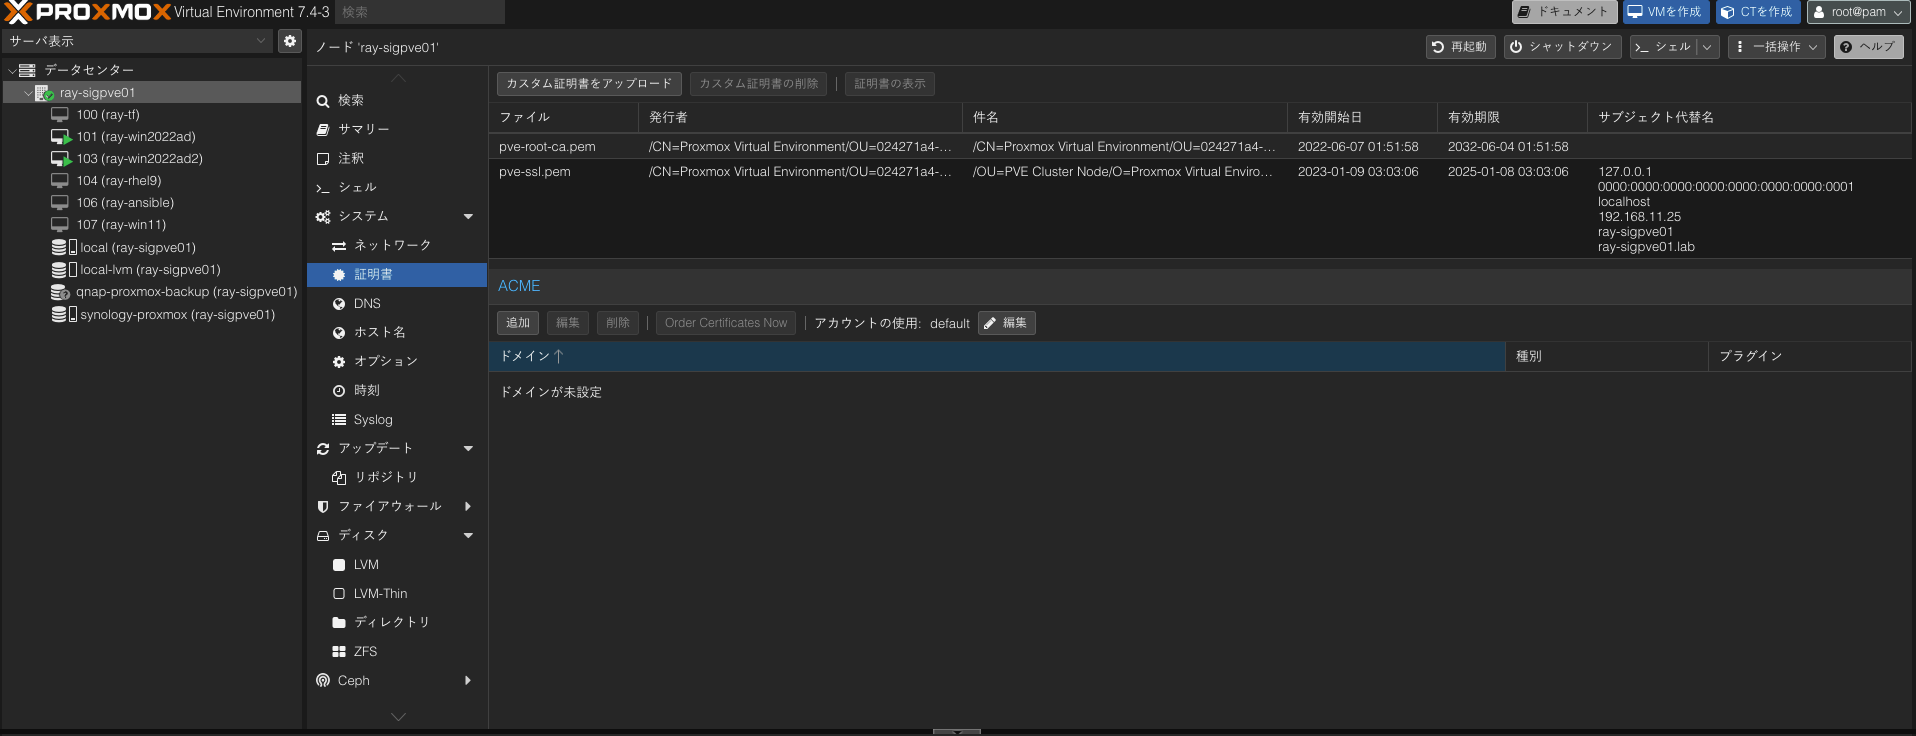 PROXMOX Virtual Environment 7.4-3 検索 ドキュメント VMを作成 CTを作成 root@pam
サーバ表示
データセンター
ray-sigpve01
100 (ray-tf)
101 (ray-win2022ad)
103 (ray-win2022ad2)
104 (ray-rhel9)
106 (ray-ansible)
107 (ray-win11)
local (ray-sigpve01)
local-lvm (ray-sigpve01)
qnap-proxmox-backup (ray-sigpve01)
synology-proxmox (ray-sigpve01)
ノード 'ray-sigpve01' 再起動 シャットダウン シェル 一括操作 ヘルプ
検索
サマリー
注釈
シェル
システム
ネットワーク
証明書
DNS
ホスト名
オプション
時刻
Syslog
アップデート
リポジトリ
ファイアウォール
ディスク
LVM
LVM-Thin
ディレクトリ
ZFS
Ceph
カスタム証明書をアップロード カスタム証明書の削除 証明書の表示
ファイル 発行者 件名 有効開始日 有効期限 サブジェクト代替名
pve-root-ca.pem /CN=Proxmox Virtual Environment/OU=024271a4-... /CN=Proxmox Virtual Environment/OU=024271a4-... 2022-06-07 01:51:58 2032-06-04 01:51:58
pve-ssl.pem /CN=Proxmox Virtual Environment/OU=024271a4-... /OU=PVE Cluster Node/O=Proxmox Virtual Enviro... 2023-01-09 03:03:06 2025-01-08 03:03:06 127.0.0.1
0000:0000:0000:0000:0000:0000:0000:0001
localhost
192.168.11.25
ray-sigpve01
ray-sigpve01.lab
ACME
追加 編集 削除 Order Certificates Now アカウントの使用: default 編集
ドメイン↑ 種別 プラグイン
ドメインが未設定